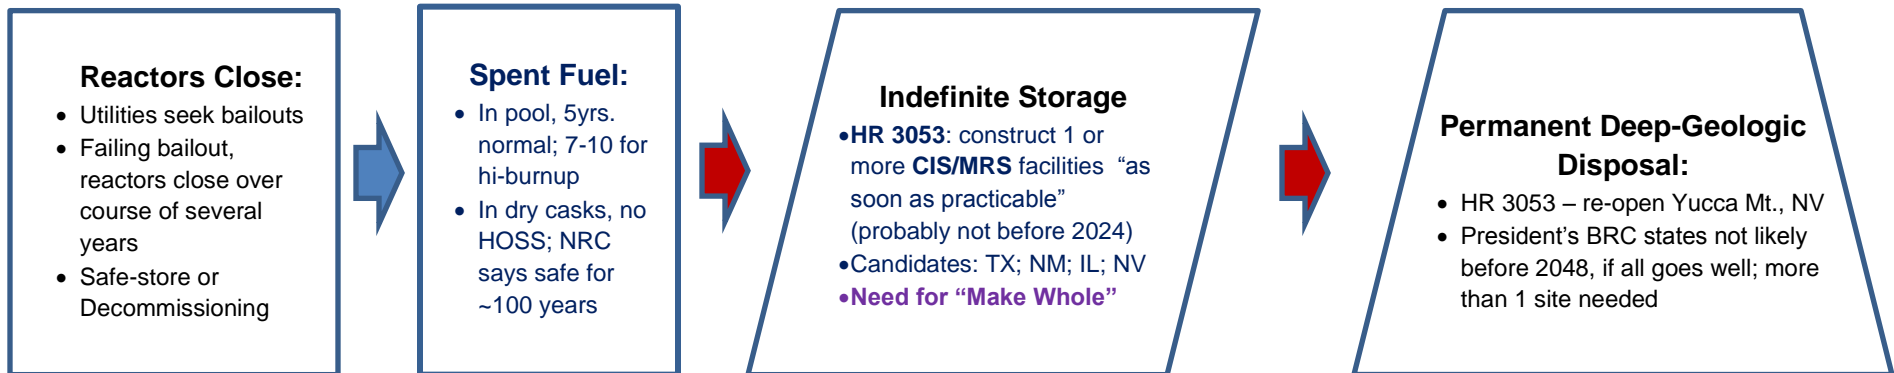 Reactors Close:
• Utilities seek bailouts
• Failing bailout,
reactors close over
course of several
years
• Safe-store or
Decommissioning
Spent Fuel:
• In pool, 5yrs.
normal; 7-10 for
hi-burnup
• In dry casks, no
HOSS; NRC
says safe for
~100 years
Indefinite Storage
•HR 3053: construct 1 or
more CIS/MRS facilities “as
soon as practicable”
(probably not before 2024)
•Candidates: TX; NM; IL; NV
•Need for “Make Whole”
Permanent Deep-Geologic
Disposal:
• HR 3053 – re-open Yucca Mt., NV
• President’s BRC states not likely
before 2048, if all goes well; more
than 1 site needed